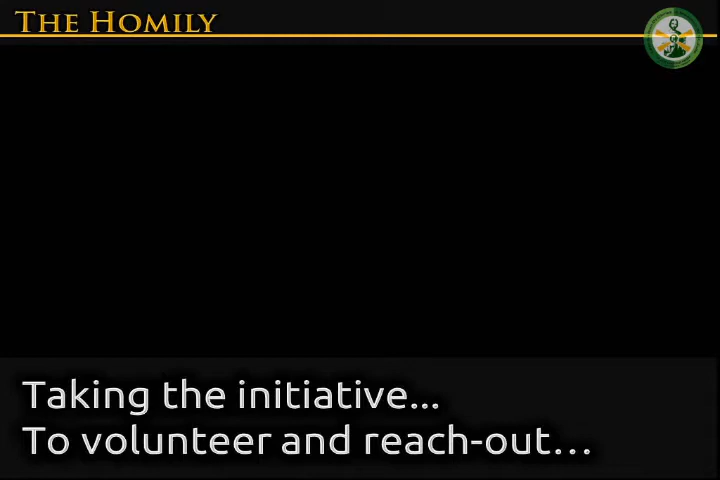 The Homily
Taking the initiative...
To volunteer and reach-out...